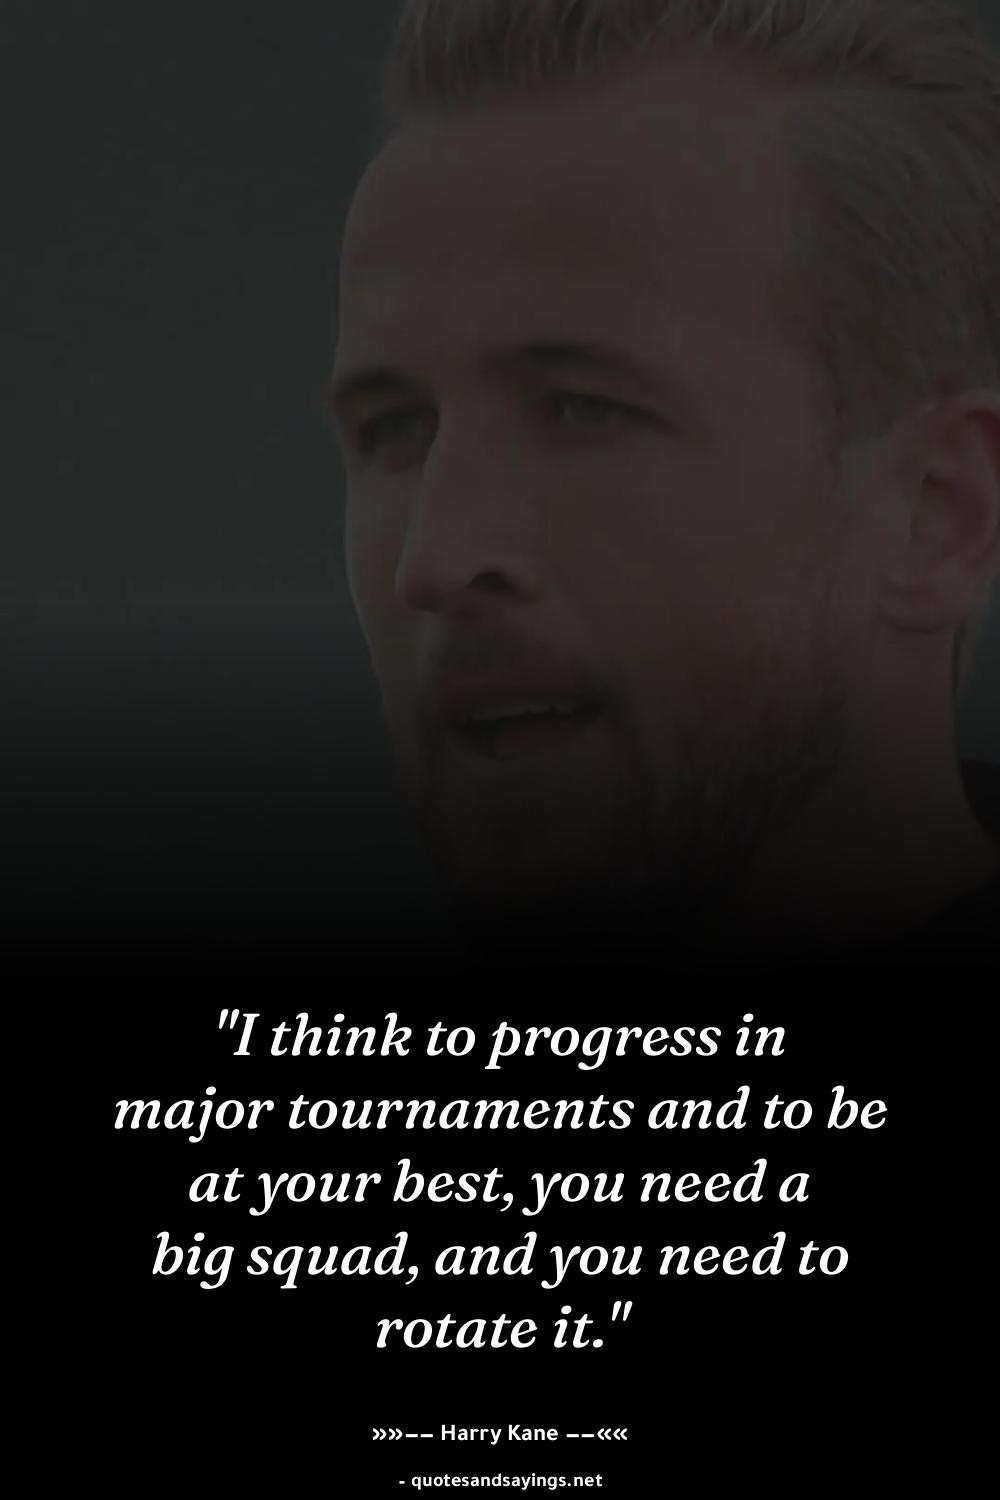 "I think to progress in
major tournaments and to be
at your best, you need a
big squad, and you need to
rotate it."
»»–– Harry Kane ––««
- quotesandsayings.net